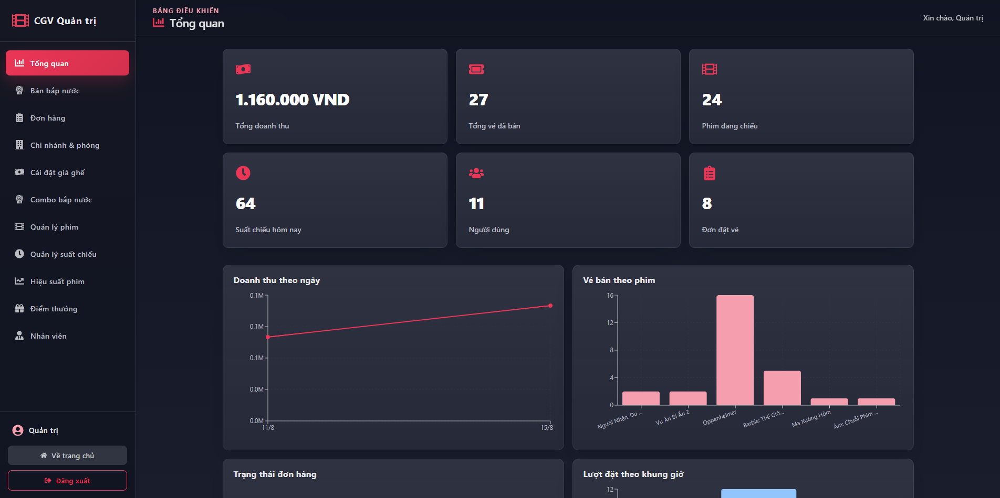 CGV Quản trị
Tổng quan
Bán bắp nước
Đơn hàng
Chi nhánh & phòng
Cài đặt giá ghế
Combo bắp nước
Quản lý phim
Quản lý suất chiếu
Hiệu suất phim
Điểm thưởng
Nhân viên
Quản trị
Về trang chủ
Đăng xuất
BẢNG ĐIỀU KHIỂN
Tổng quan
Xin chào, Quản trị
1.160.000 VND
Tổng doanh thu
27
Tổng vé đã bán
24
Phim đang chiếu
64
Suất chiếu hôm nay
11
Người dùng
8
Đơn đặt vé
Doanh thu theo ngày
0.1M
0.1M
0.1M
0.0M
0.0M
11/8
15/8
Vé bán theo phim
16
12
8
4
0
Người Nhện: Du ...
Vụ Án Bí Ẩn 2
Oppenheimer
Barbie: Thế Giớ...
Ma Xưởng Hòm
Ám: Chuỗi Phim ...
Trạng thái đơn hàng
Lượt đặt theo khung giờ
12